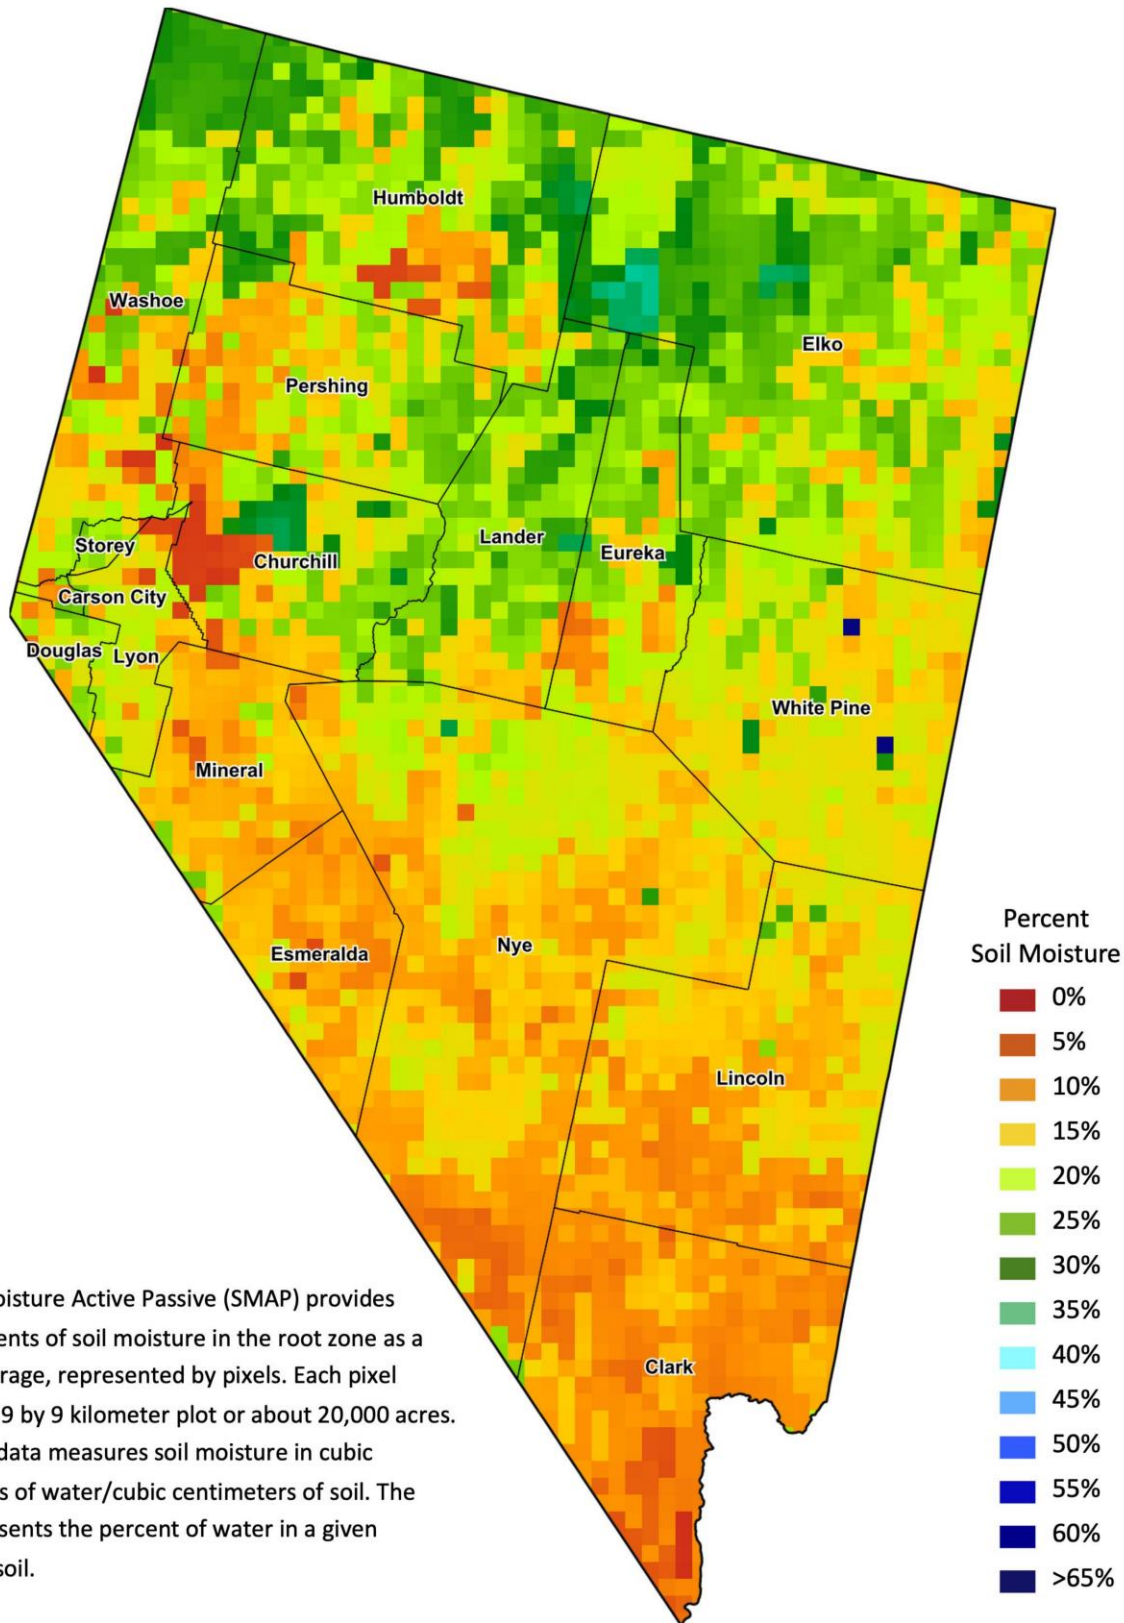 Humboldt
Washoe
Elko
Pershing
Lander
Storey
Eureka
Churchill
Carson City
Douglas
Lyon
White Pine
Mineral
Esmeralda
Nye
Lincoln
Clark
Percent
Soil Moisture
0%
5%
10%
15%
20%
25%
30%
35%
40%
45%
50%
55%
60%
>65%
Active Passive (SMAP) provides
of soil moisture in the root zone as a
represented by pixels. Each pixel
9 by 9 kilometer plot or about 20,000 acres.
data measures soil moisture in cubic
of water/cubic centimeters of soil. The
the percent of water in a given
soil.